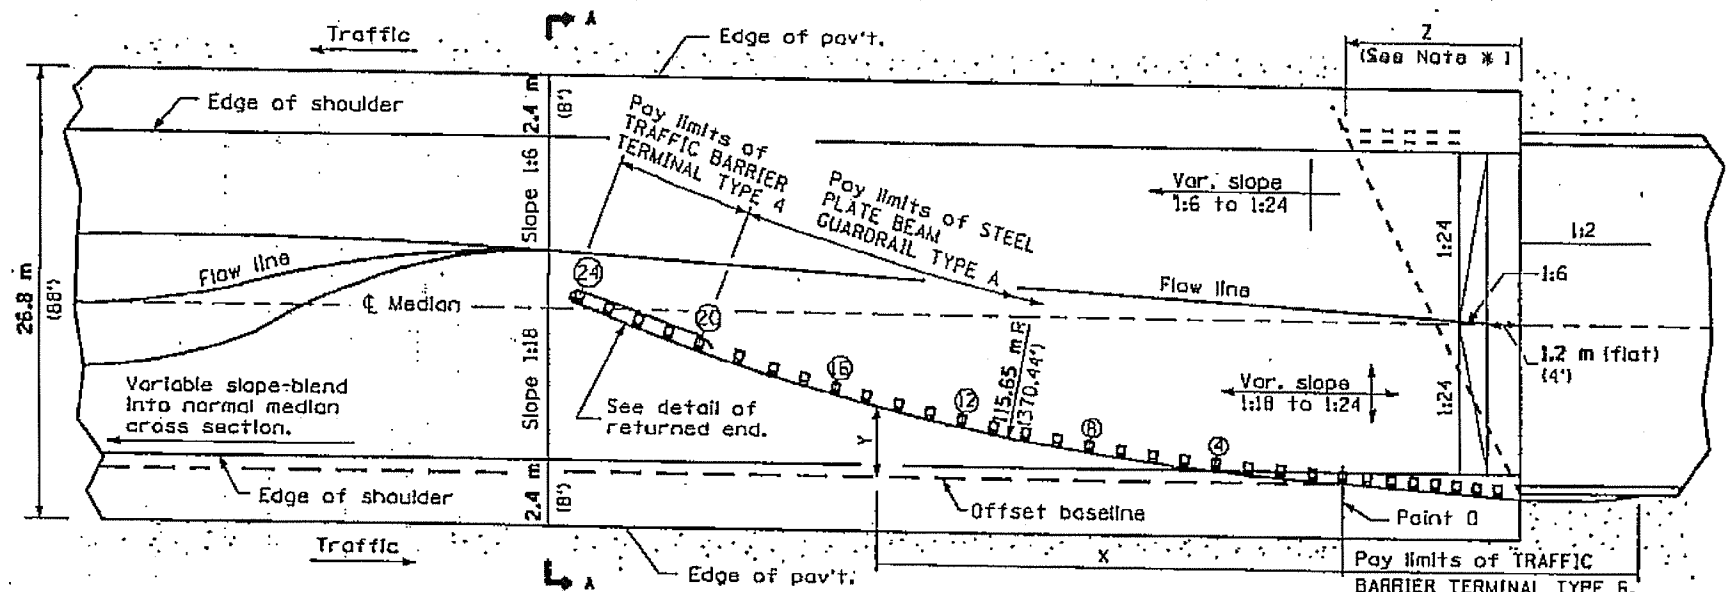 Traffic
A
Edge of pav't.
Z
(See Note * )
Edge of shoulder
2.4 m
(8')
Pay limits of
TRAFFIC BARRIER
TERMINAL TYPE 4
Pay limits of STEEL
PLATE BEAM
GUARDRAIL TYPE A
Var. slope
1:6 to 1:24
1:24
1:2
Slope 1:6
26.8 m
(88')
Flow line
℄ Median
24
20
Flow line
1:6
Slope 1:18
16
12
115.65 m R
(370.44')
8
4
Var. slope
1:18 to 1:24
1:24
1.2 m (flat)
(4')
Variable slope-blend
into normal median
cross section.
See detail of
returned end.
Y
Edge of shoulder
2.4 m
(8')
Offset baseline
Point 0
Traffic
A
Edge of pav't.
X
Pay limits of TRAFFIC
BARRIER TERMINAL TYPE 6.